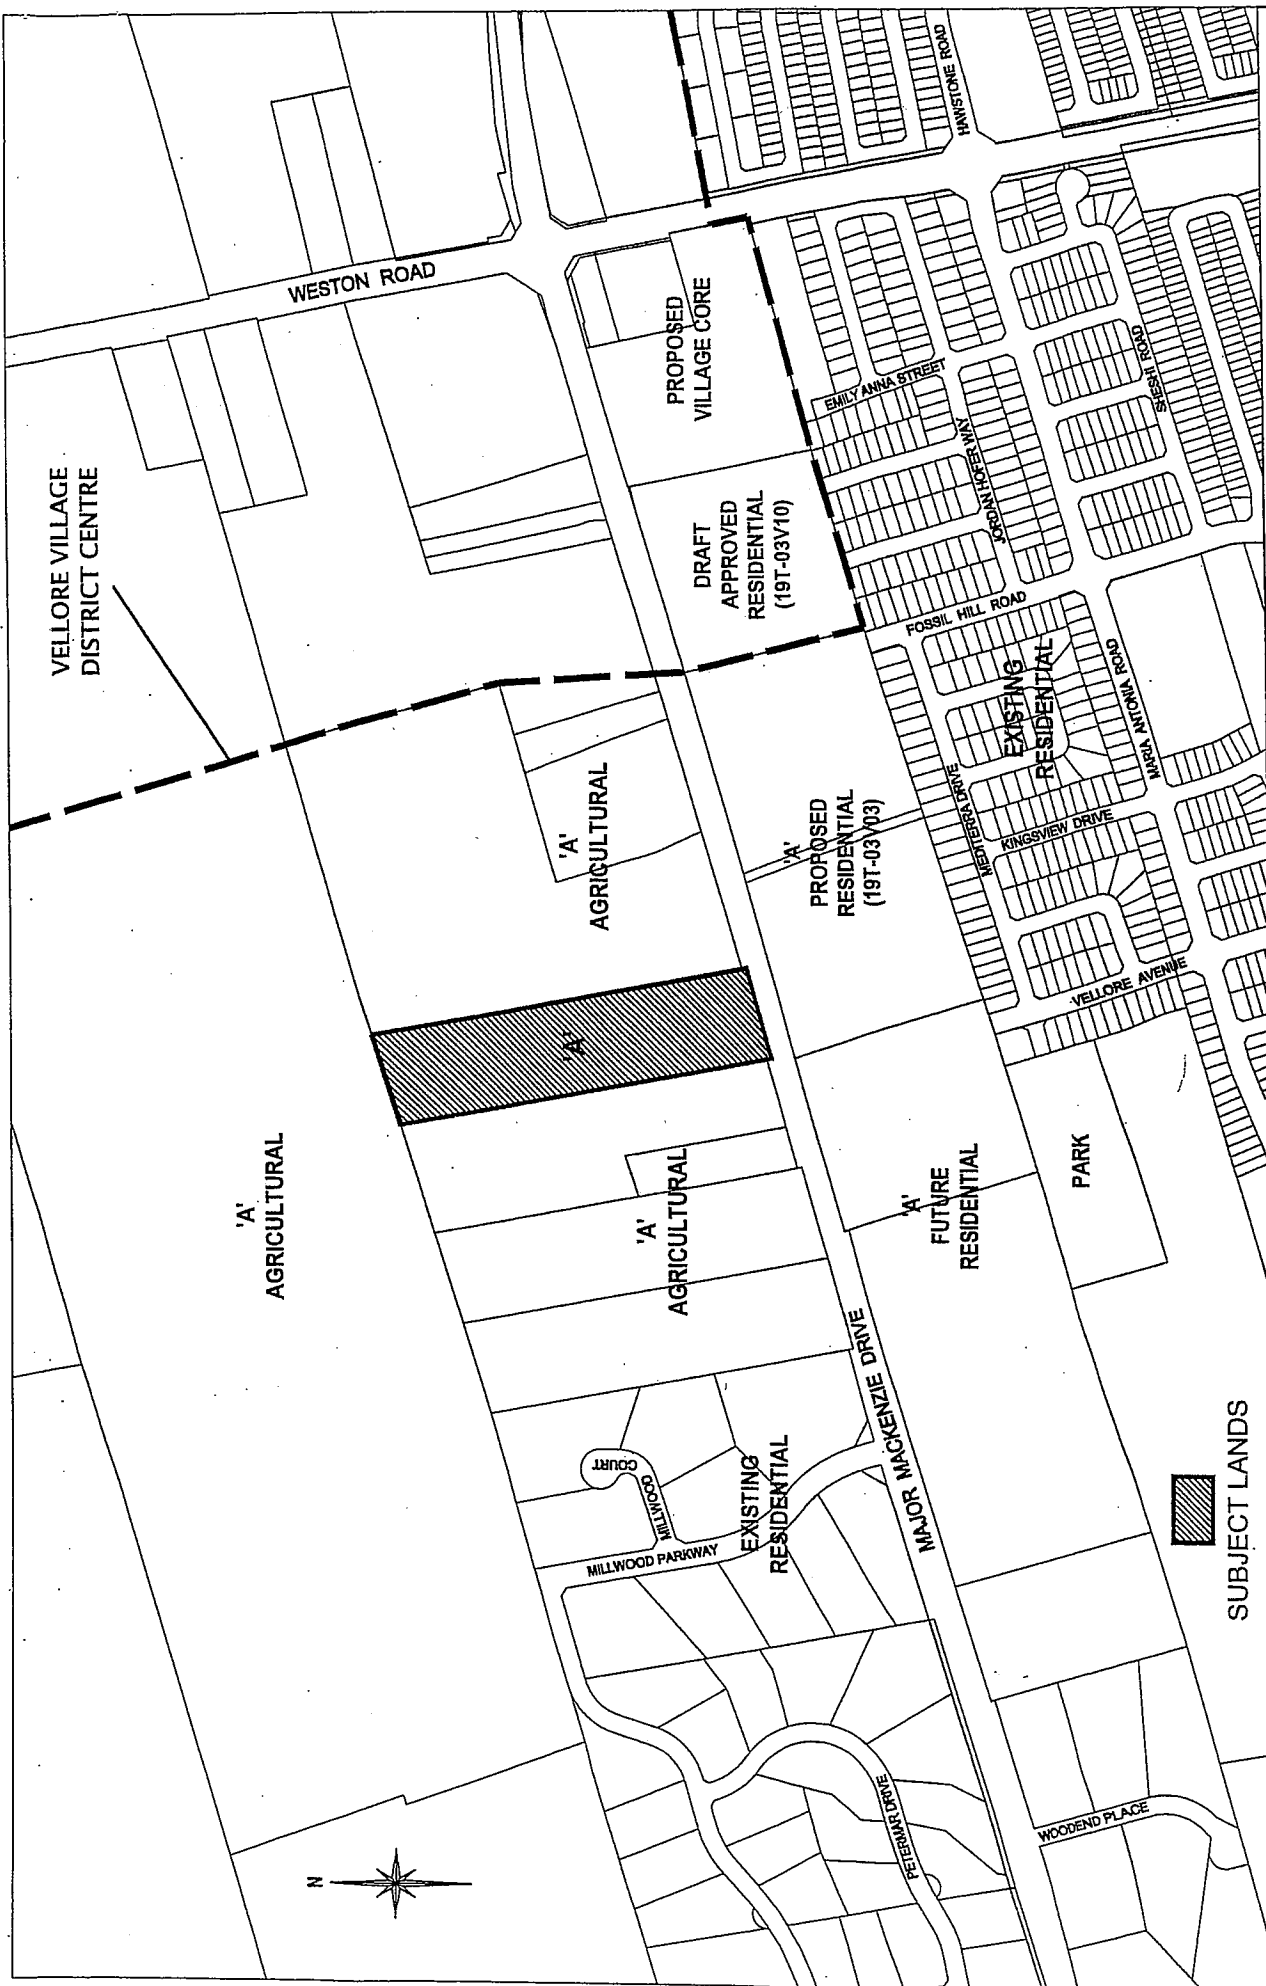 VELLORE VILLAGE
DISTRICT CENTRE
WESTON ROAD
PROPOSED
VILLAGE CORE
DRAFT
APPROVED
RESIDENTIAL
(19T-03V10)
HAWSTONE ROAD
EMILY ANNA STREET
JORDAN HOFER WAY
SHESHI ROAD
FOSSIL HILL ROAD
EXISTING
RESIDENTIAL
MARIA ANTONIA ROAD
MEDITERRA DRIVE
KINGSVIEW DRIVE
VELLORE AVENUE
'A'
AGRICULTURAL
'A'
PROPOSED
RESIDENTIAL
(19T-03V03)
'A'
'A'
AGRICULTURAL
'A'
AGRICULTURAL
'A'
FUTURE
RESIDENTIAL
PARK
MAJOR MACKENZIE DRIVE
MILLWOOD
COURT
MILLWOOD PARKWAY
EXISTING
RESIDENTIAL
PETERMAR DRIVE
WOODEND PLACE
N
SUBJECT LANDS